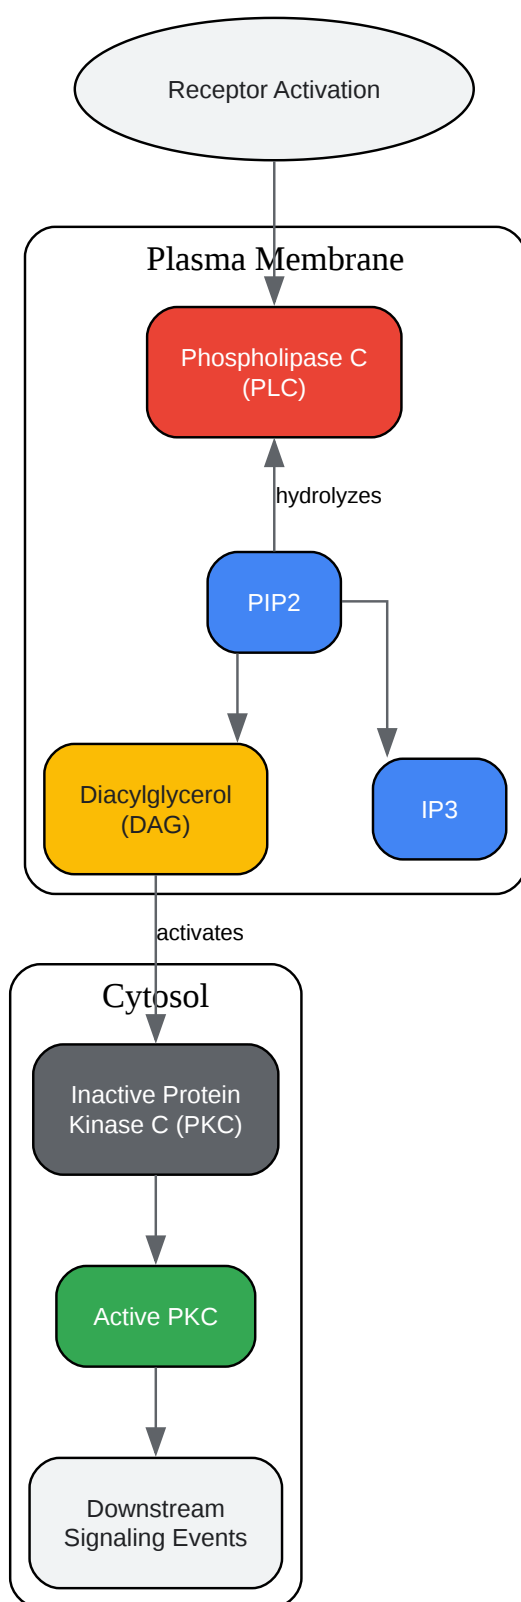 Receptor Activation
Plasma Membrane
Phospholipase C
(PLC)
hydrolyzes
PIP2
Diacylglycerol
(DAG)
IP3
activates
Cytosol
Inactive Protein
Kinase C (PKC)
Active PKC
Downstream
Signaling Events